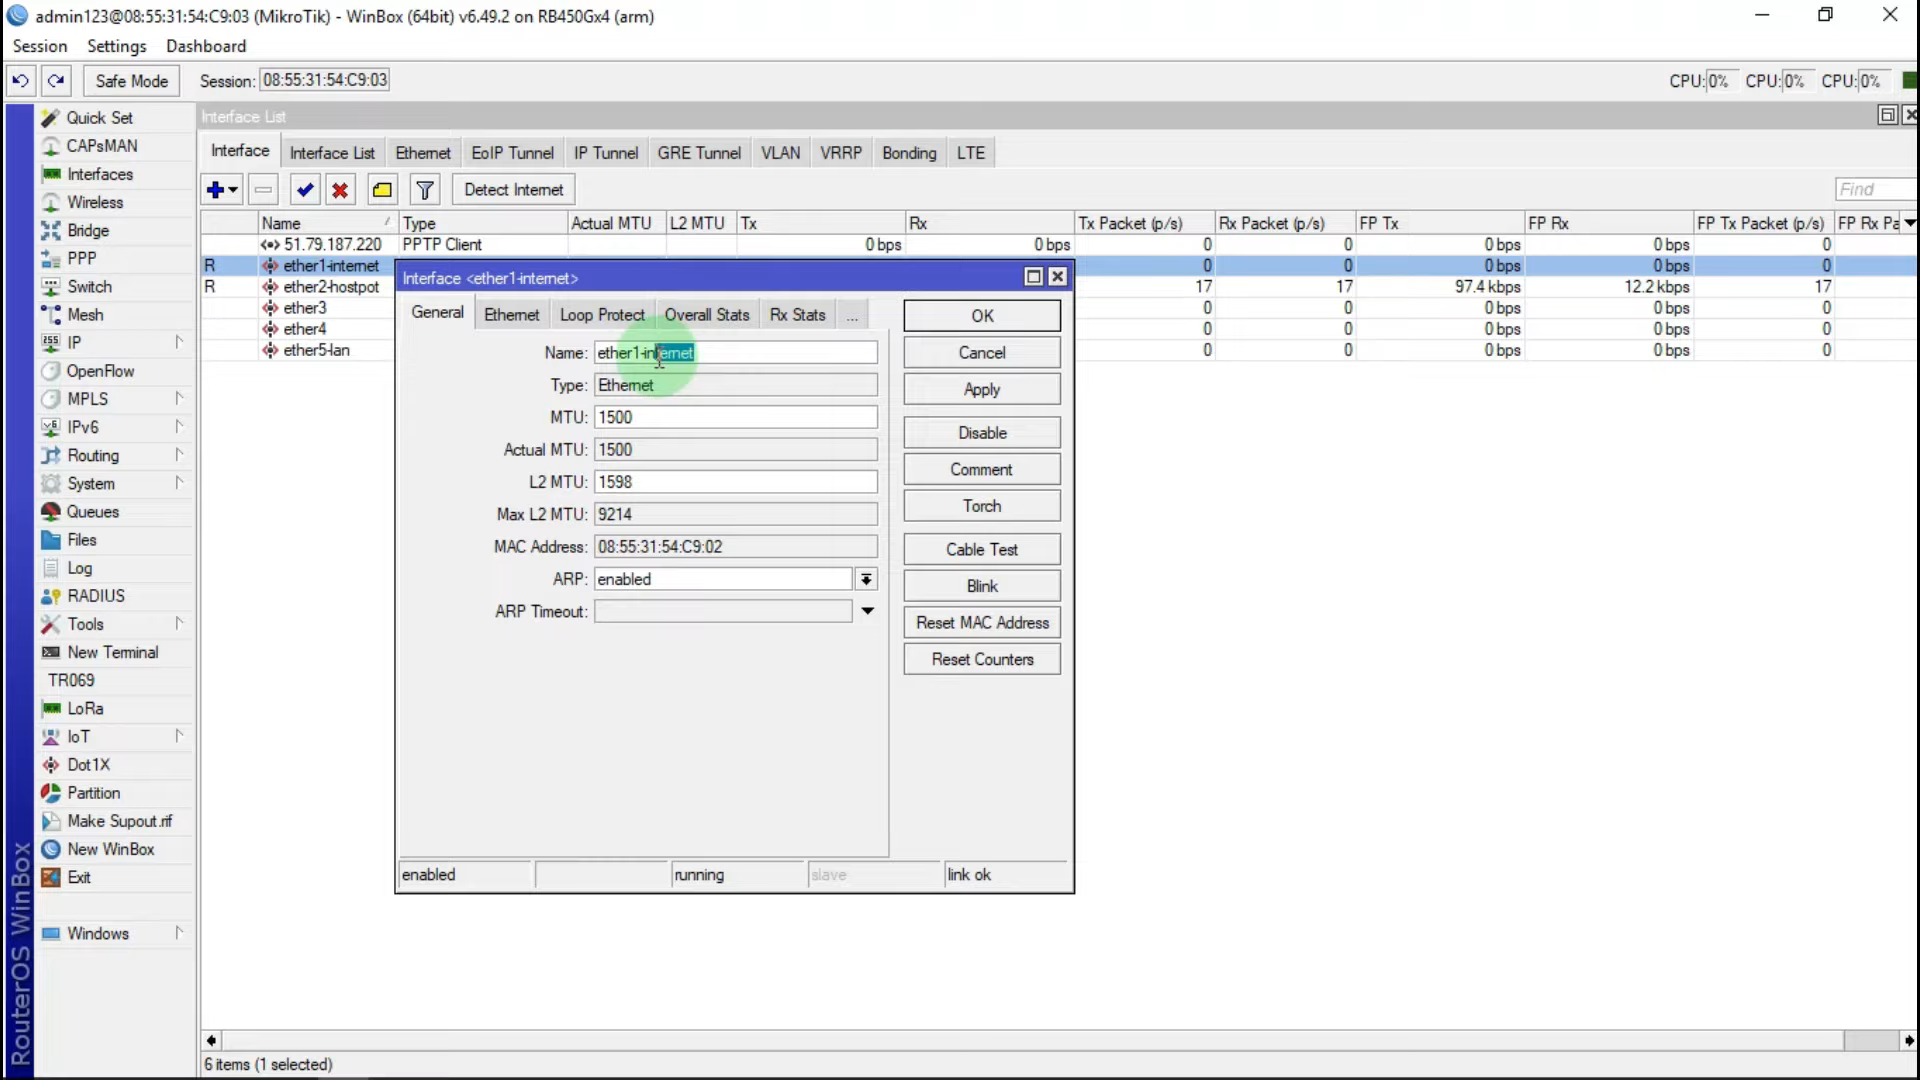 admin123@08:55:31:54:C9:03 (MikroTik) - WinBox (64bit) v6.49.2 on RB450Gx4 (arm)
Session Settings Dashboard
Safe Mode Session: 08:55:31:54:C9:03 CPU: 0% CPU: 0% CPU: 0%
RouterOS WinBox
Quick Set
CAPsMAN
Interfaces
Wireless
Bridge
PPP
Switch
Mesh
IP
OpenFlow
MPLS
IPv6
Routing
System
Queues
Files
Log
RADIUS
Tools
New Terminal
TR069
LoRa
IoT
Dot1X
Partition
Make Supout.rif
New WinBox
Exit
Windows
Interface List
Interface Interface List Ethernet EoIP Tunnel IP Tunnel GRE Tunnel VLAN VRRP Bonding LTE
Detect Internet Find
Name Type Actual MTU L2 MTU Tx Rx Tx Packet (p/s) Rx Packet (p/s) FP Tx FP Rx FP Tx Packet (p/s) FP Rx Pa
<•> 51.79.187.220 PPTP Client 0 bps 0 bps 0 0 0 bps 0 bps 0
R ether1-internet 0 0 0 bps 0 bps 0
R ether2-hostpot 17 17 97.4 kbps 12.2 kbps 17
ether3 0 0 0 bps 0 bps 0
ether4 0 0 0 bps 0 bps 0
ether5-lan 0 0 0 bps 0 bps 0
Interface <ether1-internet>
General Ethernet Loop Protect Overall Stats Rx Stats ...
Name: ether1-internet
Type: Ethernet
MTU: 1500
Actual MTU: 1500
L2 MTU: 1598
Max L2 MTU: 9214
MAC Address: 08:55:31:54:C9:02
ARP: enabled
ARP Timeout:
OK
Cancel
Apply
Disable
Comment
Torch
Cable Test
Blink
Reset MAC Address
Reset Counters
enabled running slave link ok
6 items (1 selected)